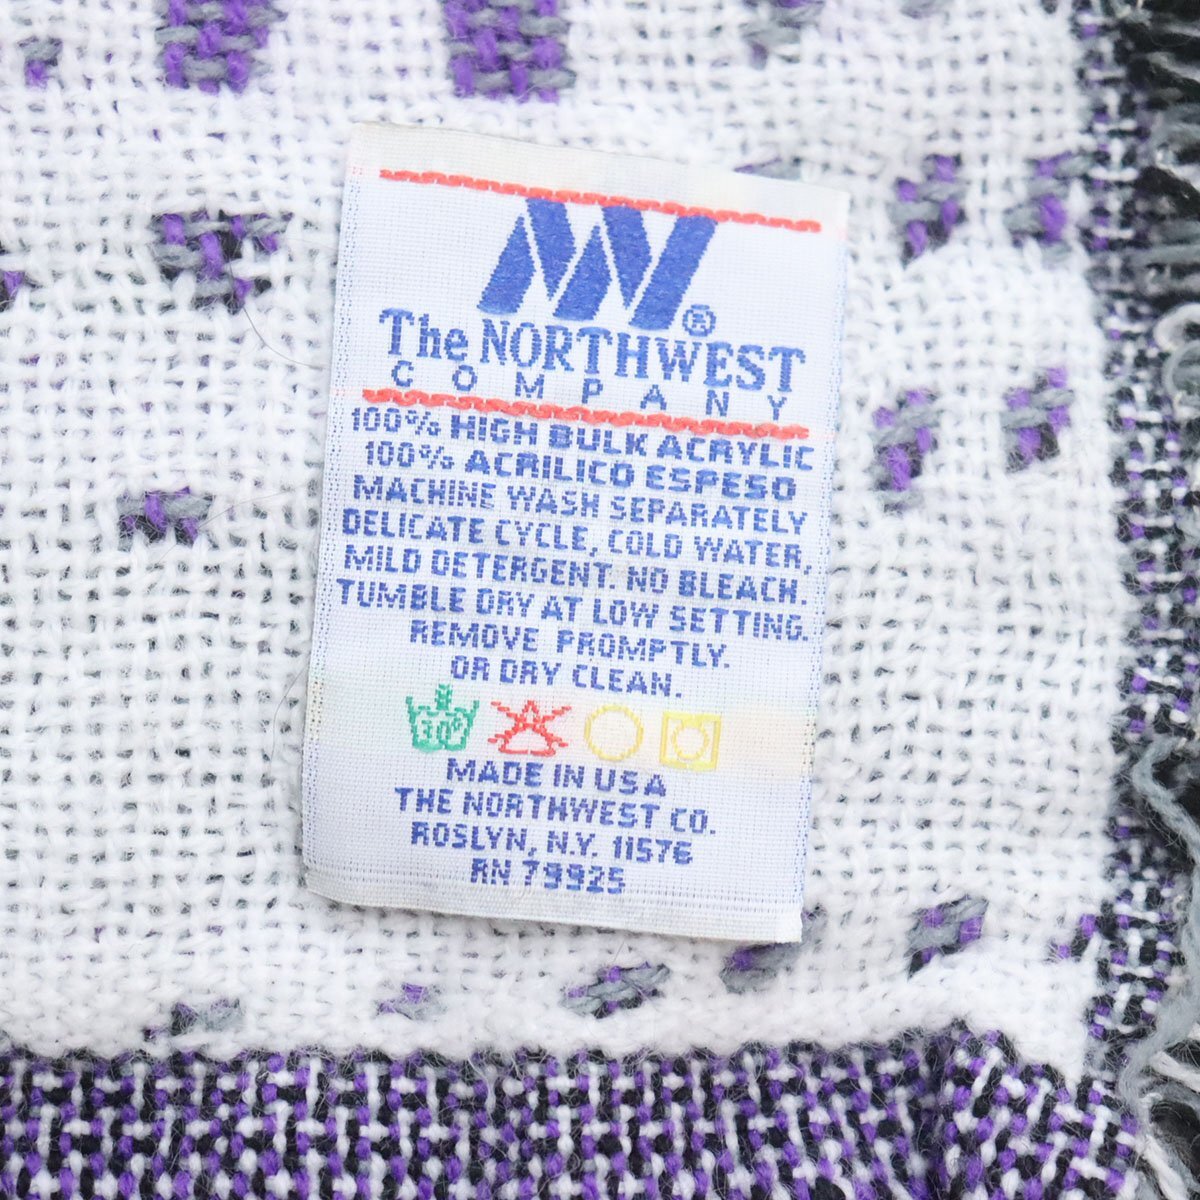 ®
The NORTHWEST
COMPANY
100% HIGH BULK ACRYLIC
100% ACRILICO ESPESO
MACHINE WASH SEPARATELY
DELICATE CYCLE, COLD WATER,
MILD DETERGENT. NO BLEACH.
TUMBLE DRY AT LOW SETTING.
REMOVE PROMPTLY.
OR DRY CLEAN.
30°
MADE IN USA
THE NORTHWEST CO.
ROSLYN, N.Y. 11576
RN 79925